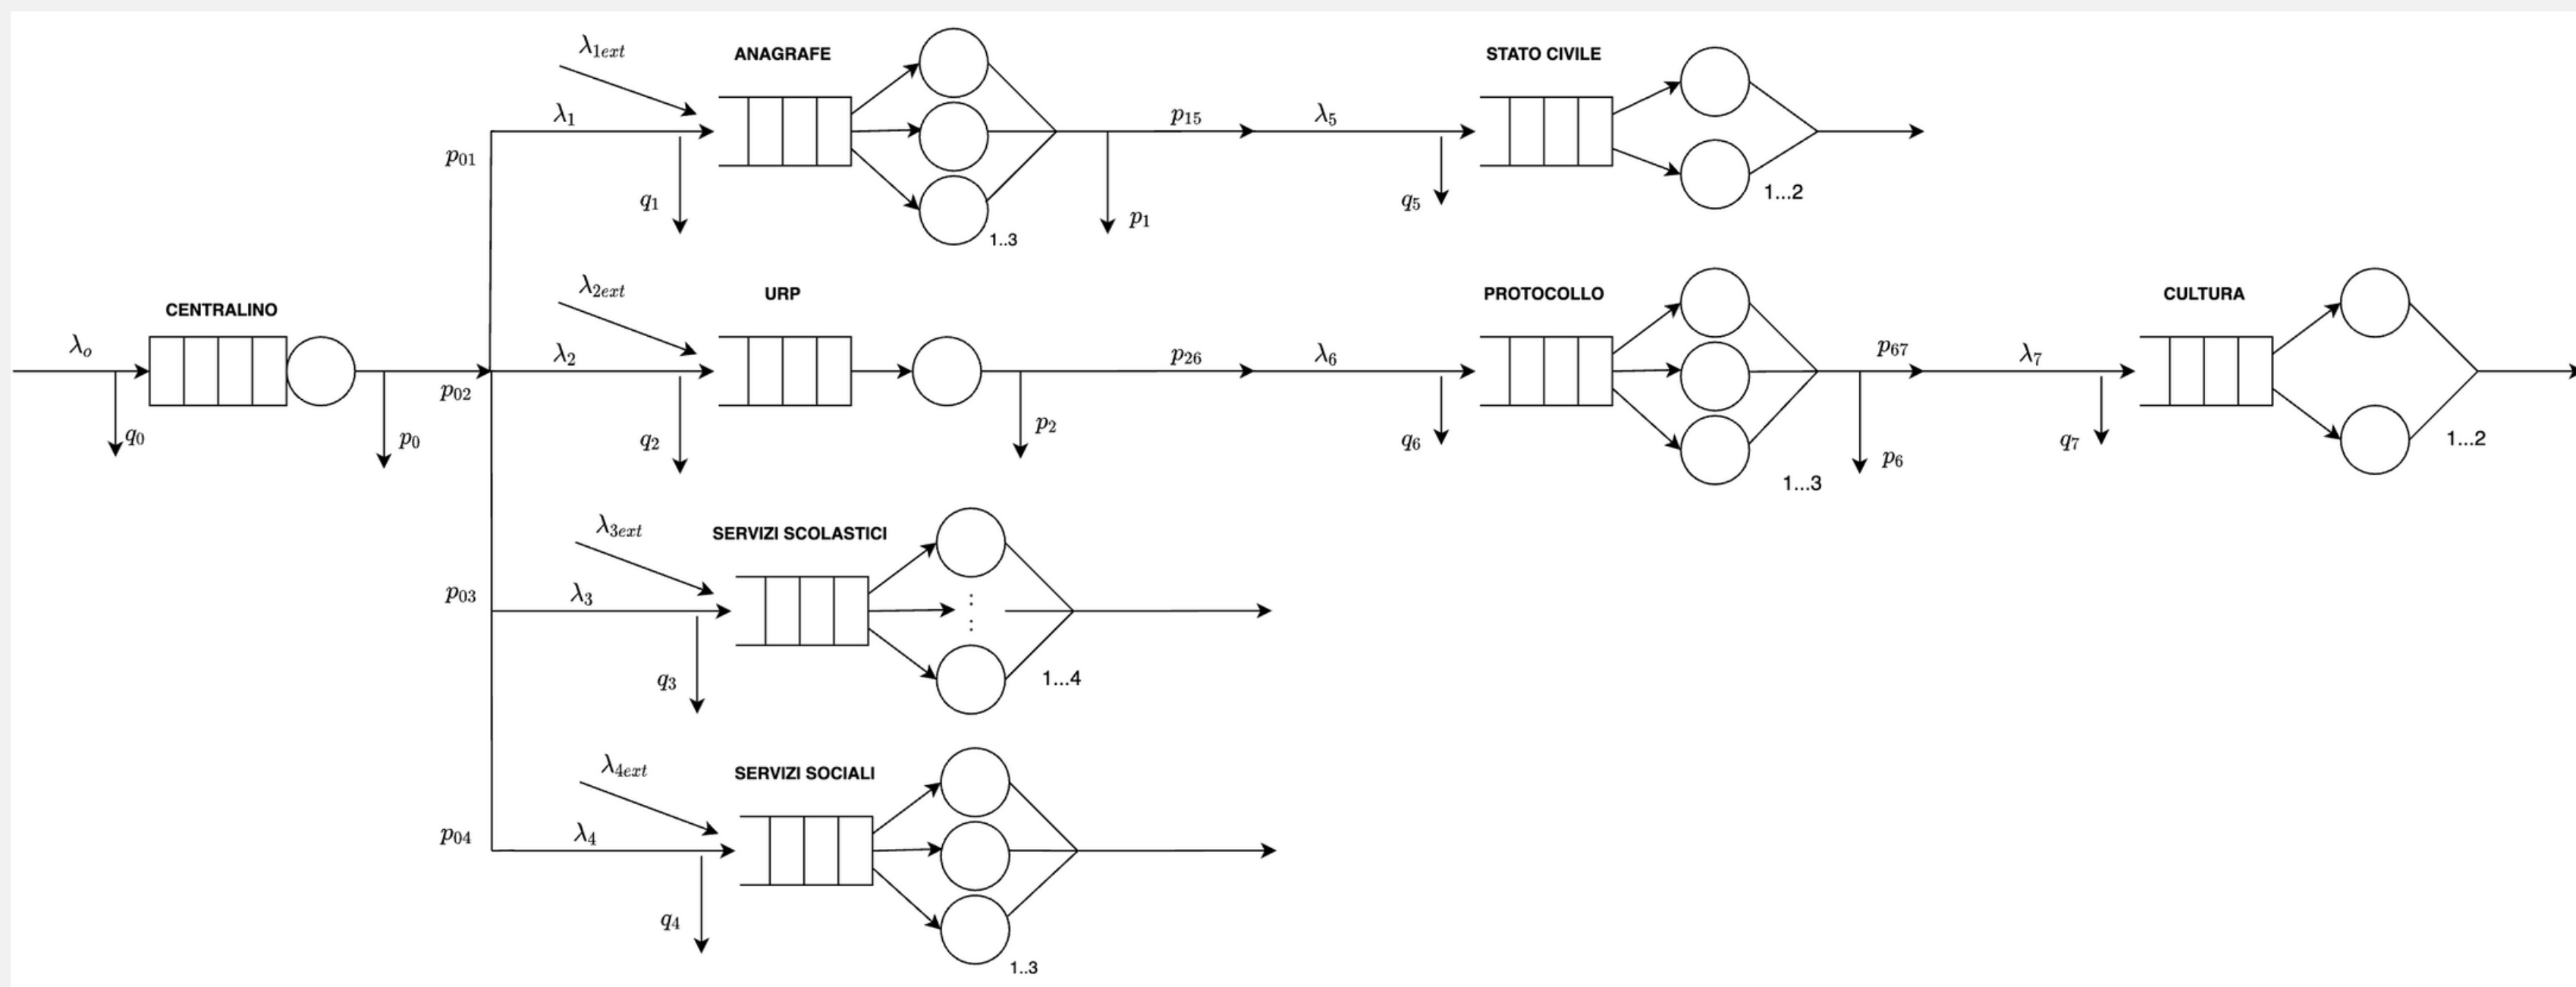 λ1ext
ANAGRAFE
STATO CIVILE
λ1
p15
λ5
p01
q1
p1
1..3
q5
1...2
λ2ext
URP
PROTOCOLLO
CULTURA
CENTRALINO
λo
λ2
p26
λ6
p67
λ7
p02
q0
p0
q2
p2
q6
1...3
p6
q7
1...2
λ3ext
SERVIZI SCOLASTICI
p03
λ3
q3
1...4
λ4ext
SERVIZI SOCIALI
p04
λ4
q4
1..3